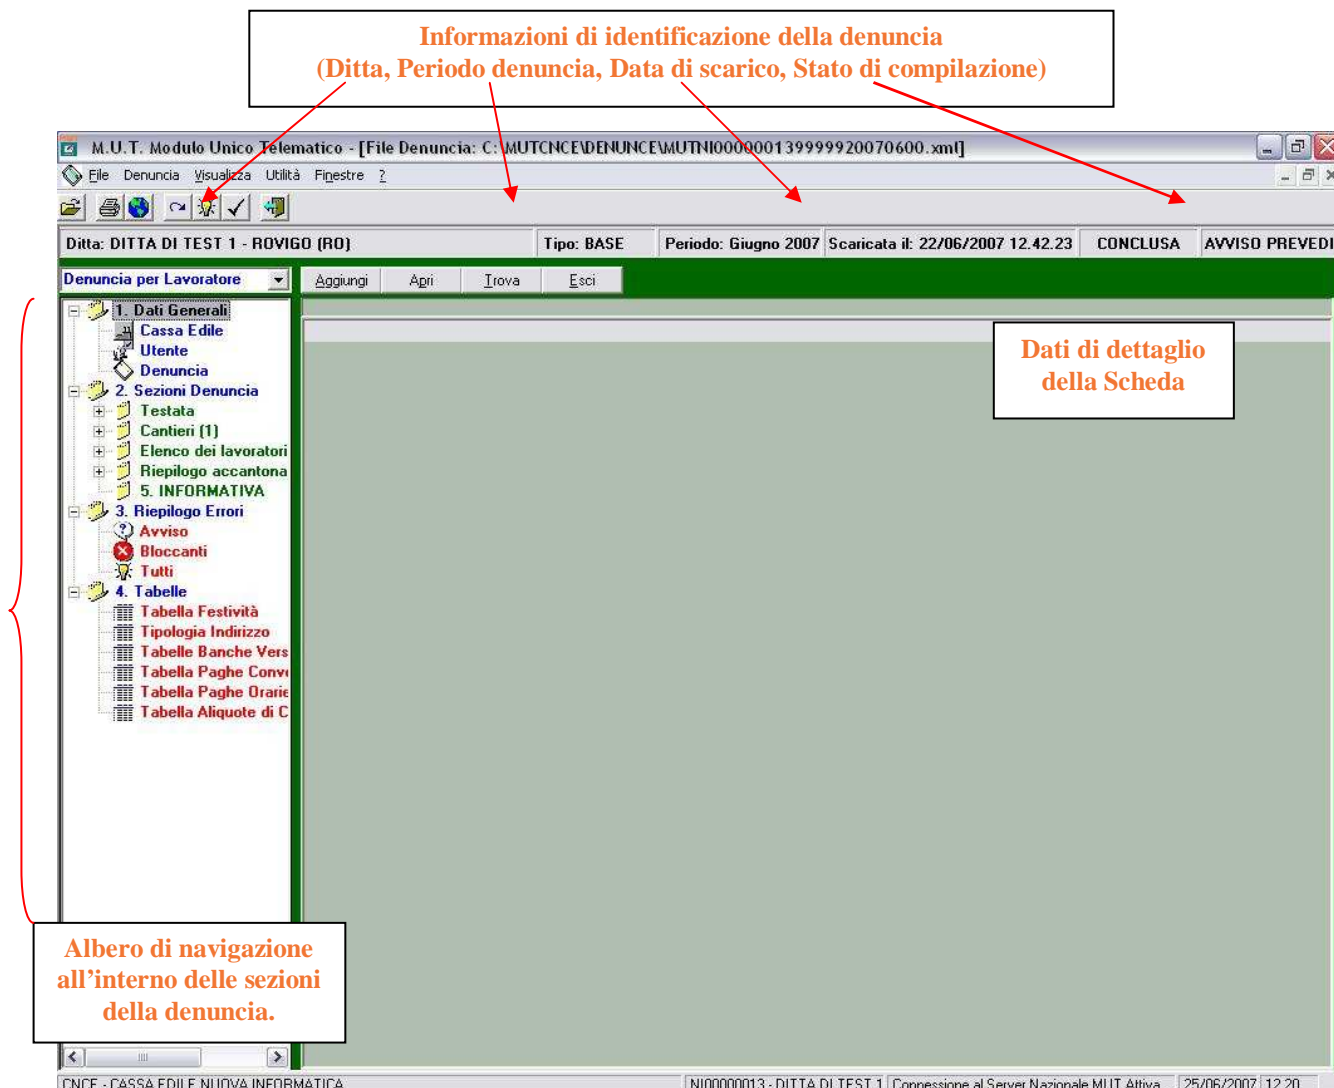 Informazioni di identificazione della denuncia
(Ditta, Periodo denuncia, Data di scarico, Stato di compilazione)
M.U.T. Modulo Unico Telematico - [File Denuncia: C:\MUTCNCE\DENUNCE\MUTNI00000013999992007 0600.xml]
File Denuncia Visualizza Utilità Finestre ?
Ditta: DITTA DI TEST 1 - ROVIGO (RO) Tipo: BASE Periodo: Giugno 2007 Scaricata il: 22/06/2007 12.42.23 CONCLUSA AVVISO PREVEDI
Denuncia per Lavoratore Aggiungi Apri Trova Esci
1. Dati Generali
Cassa Edile
Utente
Denuncia
2. Sezioni Denuncia
Testata
Cantieri (1)
Elenco dei lavoratori
Riepilogo accantona
5. INFORMATIVA
3. Riepilogo Errori
Avviso
Bloccanti
Tutti
4. Tabelle
Tabella Festività
Tipologia Indirizzo
Tabelle Banche Vers
Tabella Paghe Conve
Tabella Paghe Orarie
Tabella Aliquote di C
Dati di dettaglio
della Scheda
Albero di navigazione
all'interno delle sezioni
della denuncia.
CNCE - CASSA EDILE NUOVA INFORMATICA NI00000013 - DITTA DI TEST 1 Connessione al Server Nazionale MUT Attiva 25/06/2007 12.20